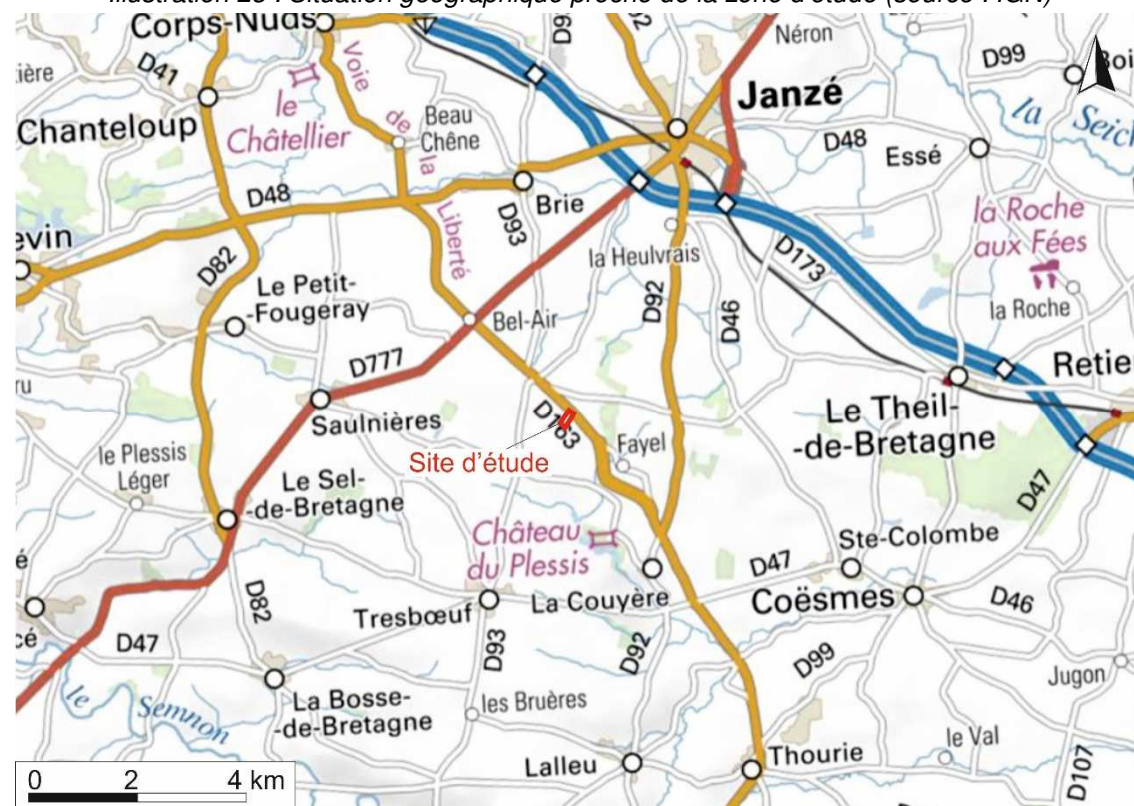 Corps-Nuds
D41
Voie
de
la
Liberté
le
Châtellier
Beau
Chêne
Chanteloup
Janzé
Néron
D99
la Seich
D48
Essé
D48
Brie
D93
evin
D82
la Heulvrais
D173
la Roche
aux Fées
la Roche
Le Petit-
-Fougeray
Bel-Air
D92
D46
Retie
D777
Saulnières
D163
Site d'étude
Fayel
Le Theil-
-de-Bretagne
le Plessis
Léger
Le Sel-
-de-Bretagne
D47
Château
du Plessis
Ste-Colombe
D47
Tresbœuf
La Couyère
Coësmes
D46
D82
D47
D93
D92
D99
Jugon
le Semnon
La Bosse-
-de-Bretagne
les Bruères
Lalleu
Thourie
le Val
D107
0 2 4 km